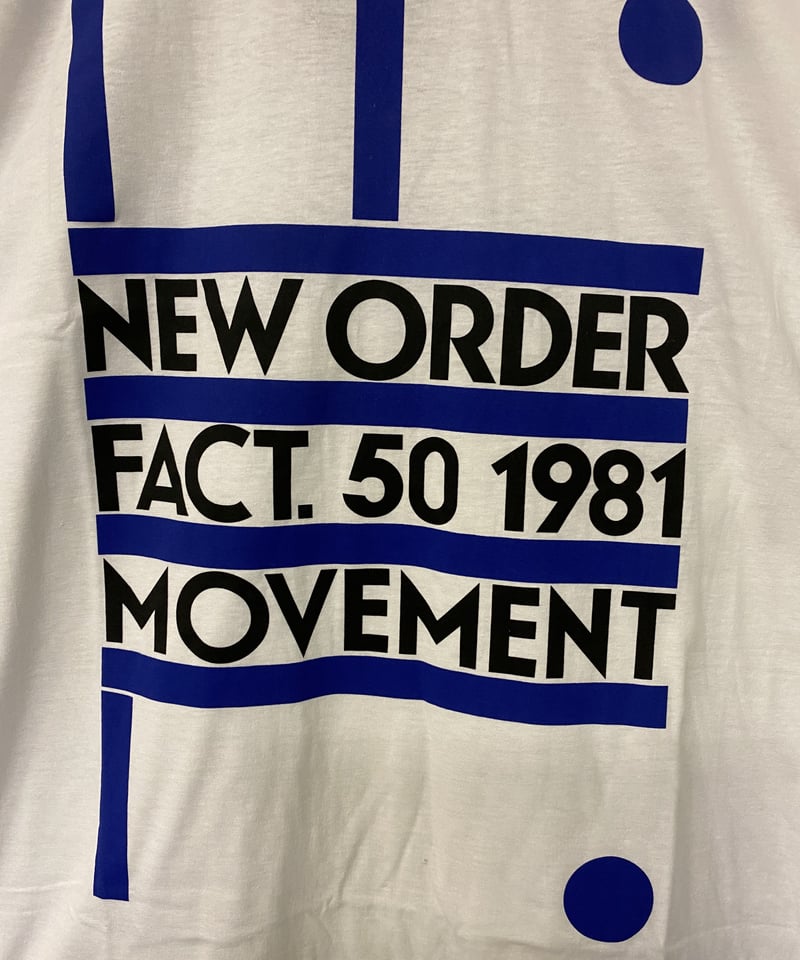 NEW ORDER
FACT. 50 1981
MOVEMENT